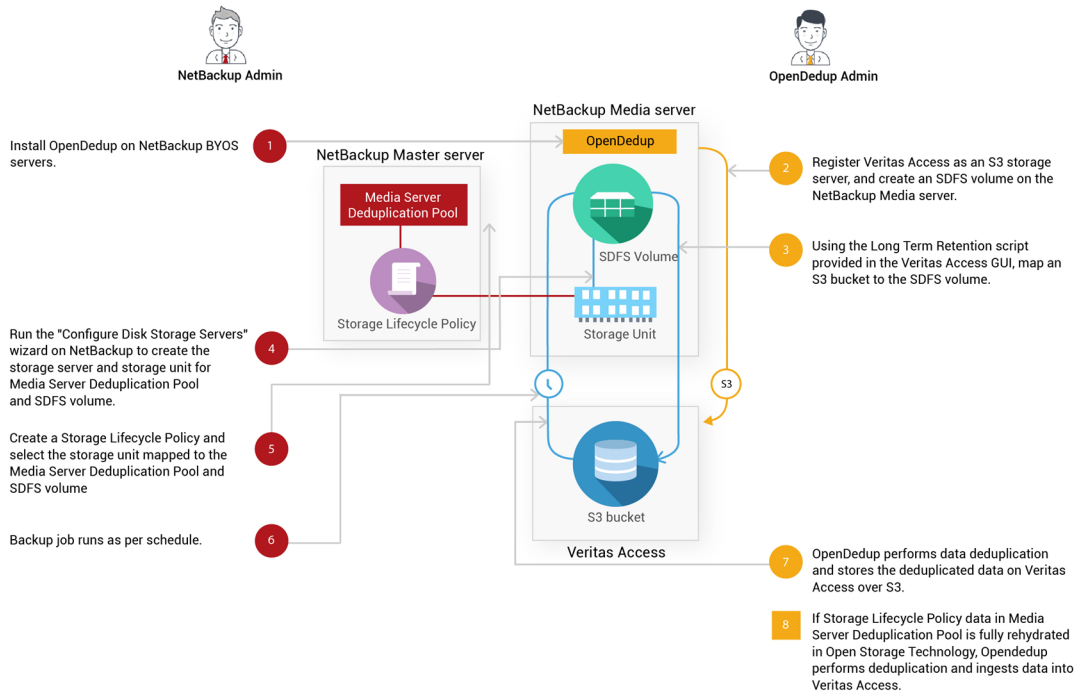 NetBackup Admin
OpenDedup Admin
NetBackup Media server
OpenDedup
1
Install OpenDedup on NetBackup BYOS
servers.
NetBackup Master server
Media Server
Deduplication Pool
Storage Lifecycle Policy
SDFS Volume
Storage Unit
2
Register Veritas Access as an S3 storage
server, and create an SDFS volume on the
NetBackup Media server.
3
Using the Long Term Retention script
provided in the Veritas Access GUI, map an
S3 bucket to the SDFS volume.
4
Run the "Configure Disk Storage Servers"
wizard on NetBackup to create the
storage server and storage unit for
Media Server Deduplication Pool
and SDFS volume.
S3
5
Create a Storage Lifecycle Policy and
select the storage unit mapped to the
Media Server Deduplication Pool and
SDFS volume
6
Backup job runs as per schedule.
S3 bucket
Veritas Access
7
OpenDedup performs data deduplication
and stores the deduplicated data on Veritas
Access over S3.
8
If Storage Lifecycle Policy data in Media
Server Deduplication Pool is fully rehydrated
in Open Storage Technology, Opendedup
performs deduplication and ingests data into
Veritas Access.